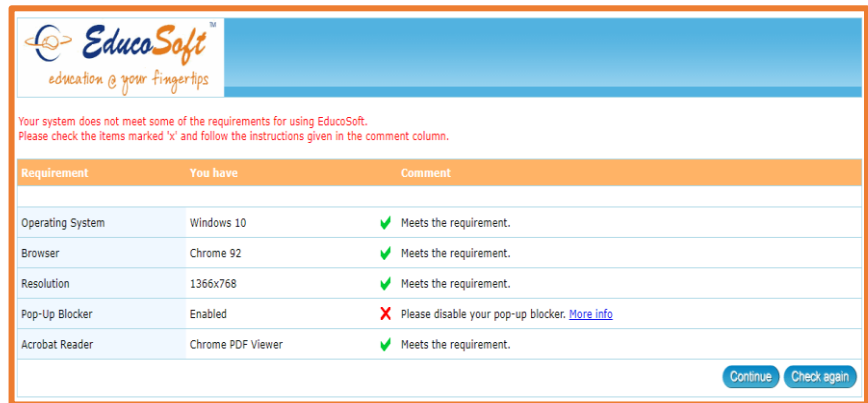 EducoSoft™
education @ your fingertips
Your system does not meet some of the requirements for using EducoSoft.
Please check the items marked 'x' and follow the instructions given in the comment column.
Requirement You have Comment
Operating System Windows 10 Meets the requirement.
Browser Chrome 92 Meets the requirement.
Resolution 1366x768 Meets the requirement.
Pop-Up Blocker Enabled Please disable your pop-up blocker. More info
Acrobat Reader Chrome PDF Viewer Meets the requirement.
Continue Check again